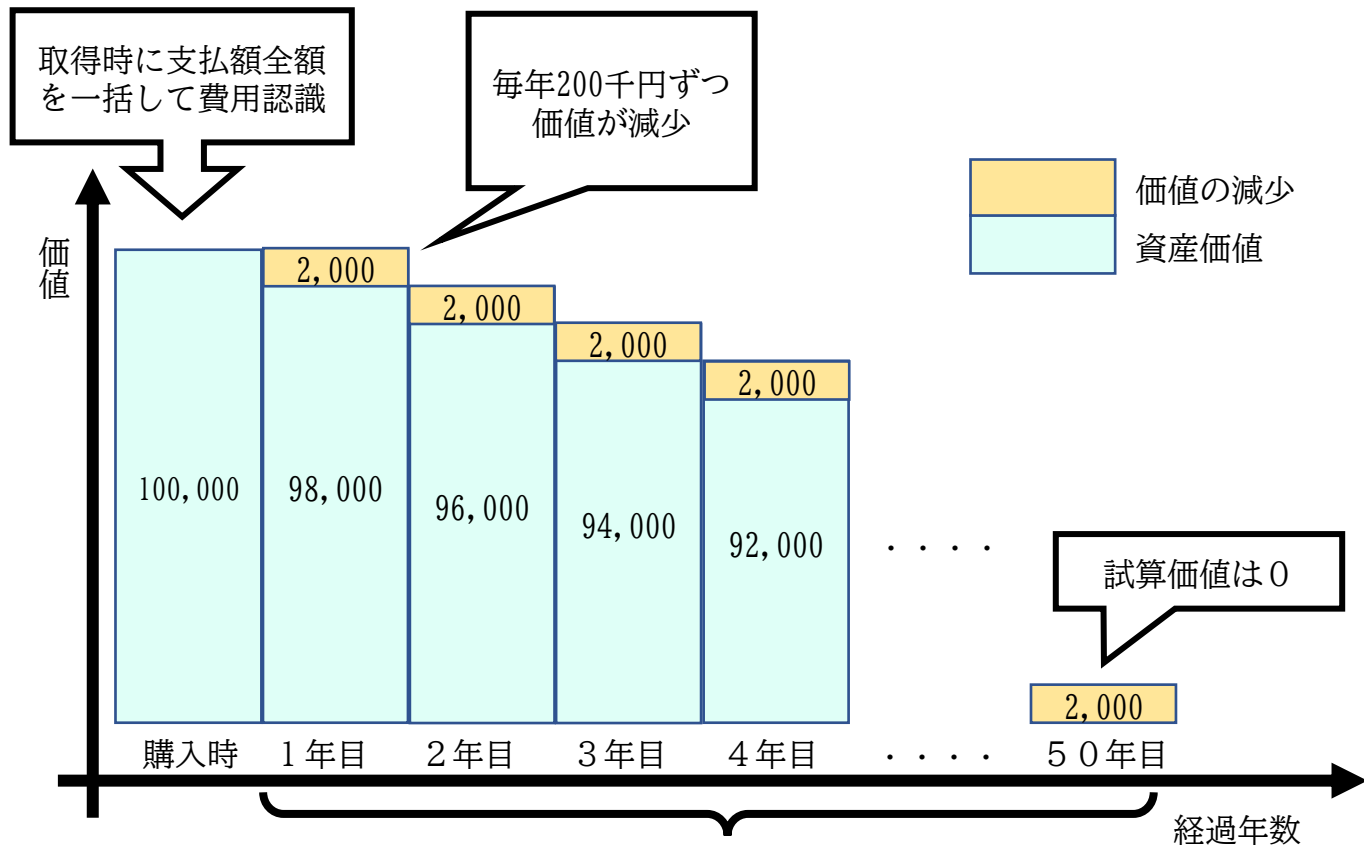 取得時に支払額全額
を一括して費用認識
毎年200千円ずつ
価値が減少
価値の減少
資産価値
価値
2,000
2,000
2,000
2,000
100,000
98,000
96,000
94,000
92,000
・・・・
試算価値は０
2,000
購入時
１年目
２年目
３年目
４年目
・・・・
５０年目
経過年数